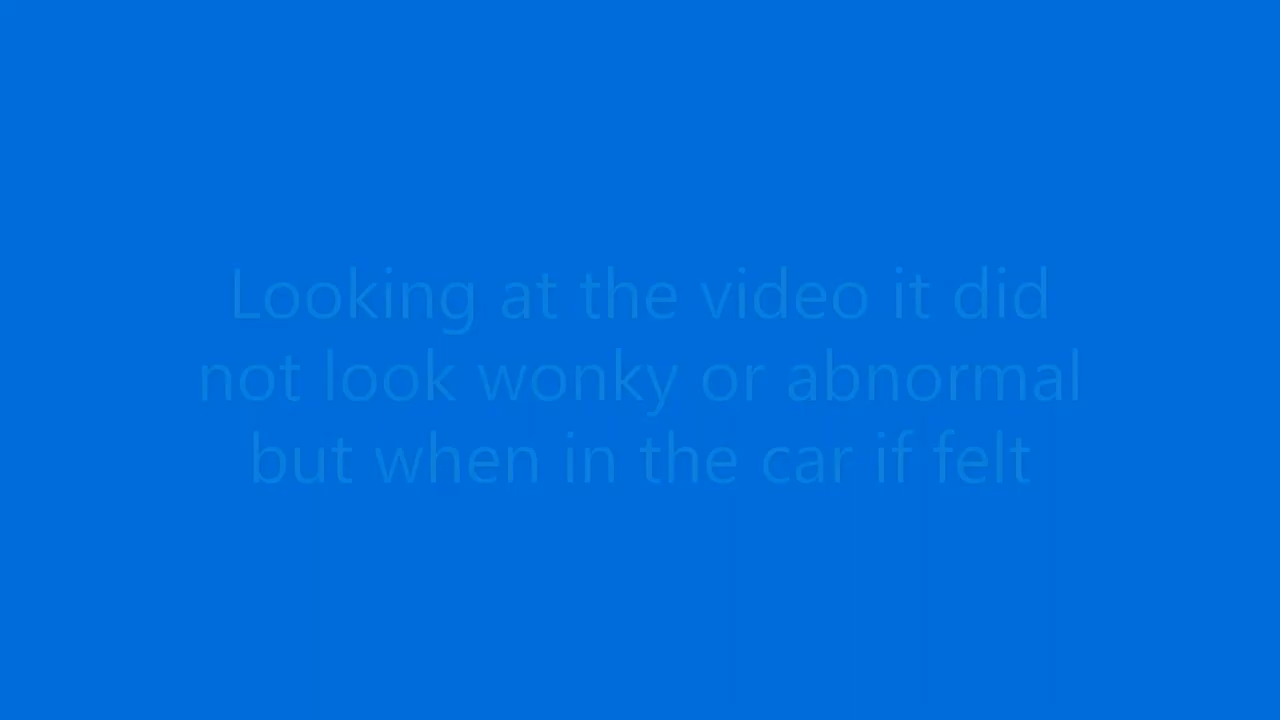 Looking at the video it did
not look wonky or abnormal
but when in the car if felt